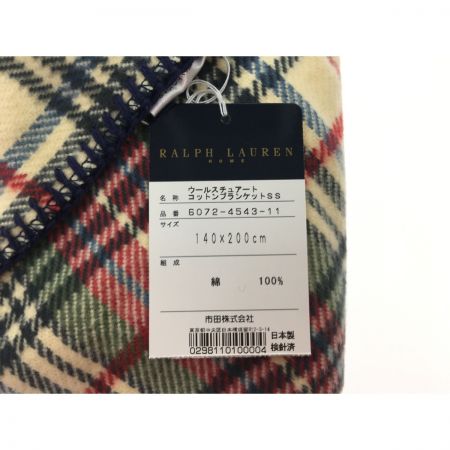 RALPH LAUREN
HOME
ウールスチュアート
名 称 コットンブランケットSS
品 番 6072-4543-11
サイズ
140×200cm
組 成
綿 100%
市田株式会社
日本製
0298110100004 検針済